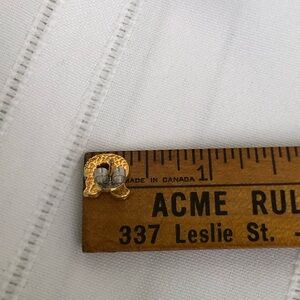 MADE IN CANADA 1
ACME RUL
337 Leslie St. -